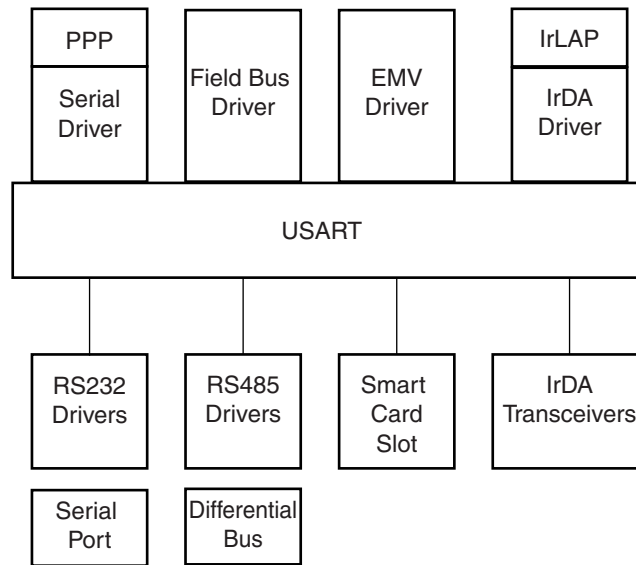 PPP
Serial
Driver
Field Bus
Driver
EMV
Driver
IrLAP
IrDA
Driver
USART
RS232
Drivers
RS485
Drivers
Smart
Card
Slot
IrDA
Transceivers
Serial
Port
Differential
Bus